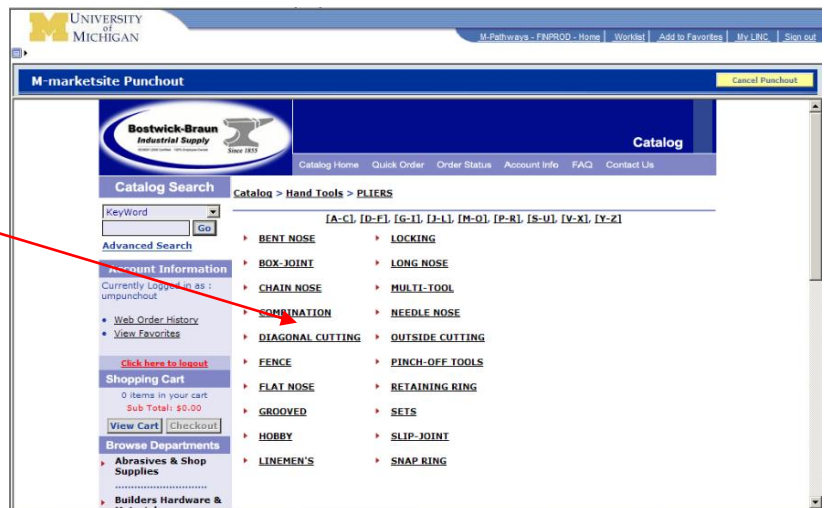 UNIVERSITY
of
MICHIGAN
M-Pathways - FINPROD - Home | Worklist | Add to Favorites | My LINC | Sign out
M-marketsite Punchout
Cancel Punchout
Bostwick-Braun
Industrial Supply
Since 1855
Catalog
Catalog Home Quick Order Order Status Account Info FAQ Contact Us
Catalog Search
KeyWord
Go
Advanced Search
Account Information
Currently Logged in as :
umpunchout
• Web Order History
• View Favorites
Click here to logout
Shopping Cart
0 items in your cart
Sub Total: $0.00
View Cart Checkout
Browse Departments
Abrasives & Shop
Supplies
Builders Hardware &
Catalog > Hand Tools > PLIERS
[A-C], [D-F], [G-I], [J-L], [M-O], [P-R], [S-U], [V-X], [Y-Z]
BENT NOSE
BOX-JOINT
CHAIN NOSE
COMBINATION
DIAGONAL CUTTING
FENCE
FLAT NOSE
GROOVED
HOBBY
LINEMEN'S
LOCKING
LONG NOSE
MULTI-TOOL
NEEDLE NOSE
OUTSIDE CUTTING
PINCH-OFF TOOLS
RETAINING RING
SETS
SLIP-JOINT
SNAP RING